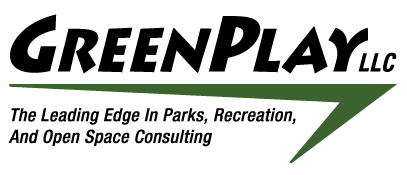 GREENPLAY LLC
The Leading Edge In Parks, Recreation,
And Open Space Consulting